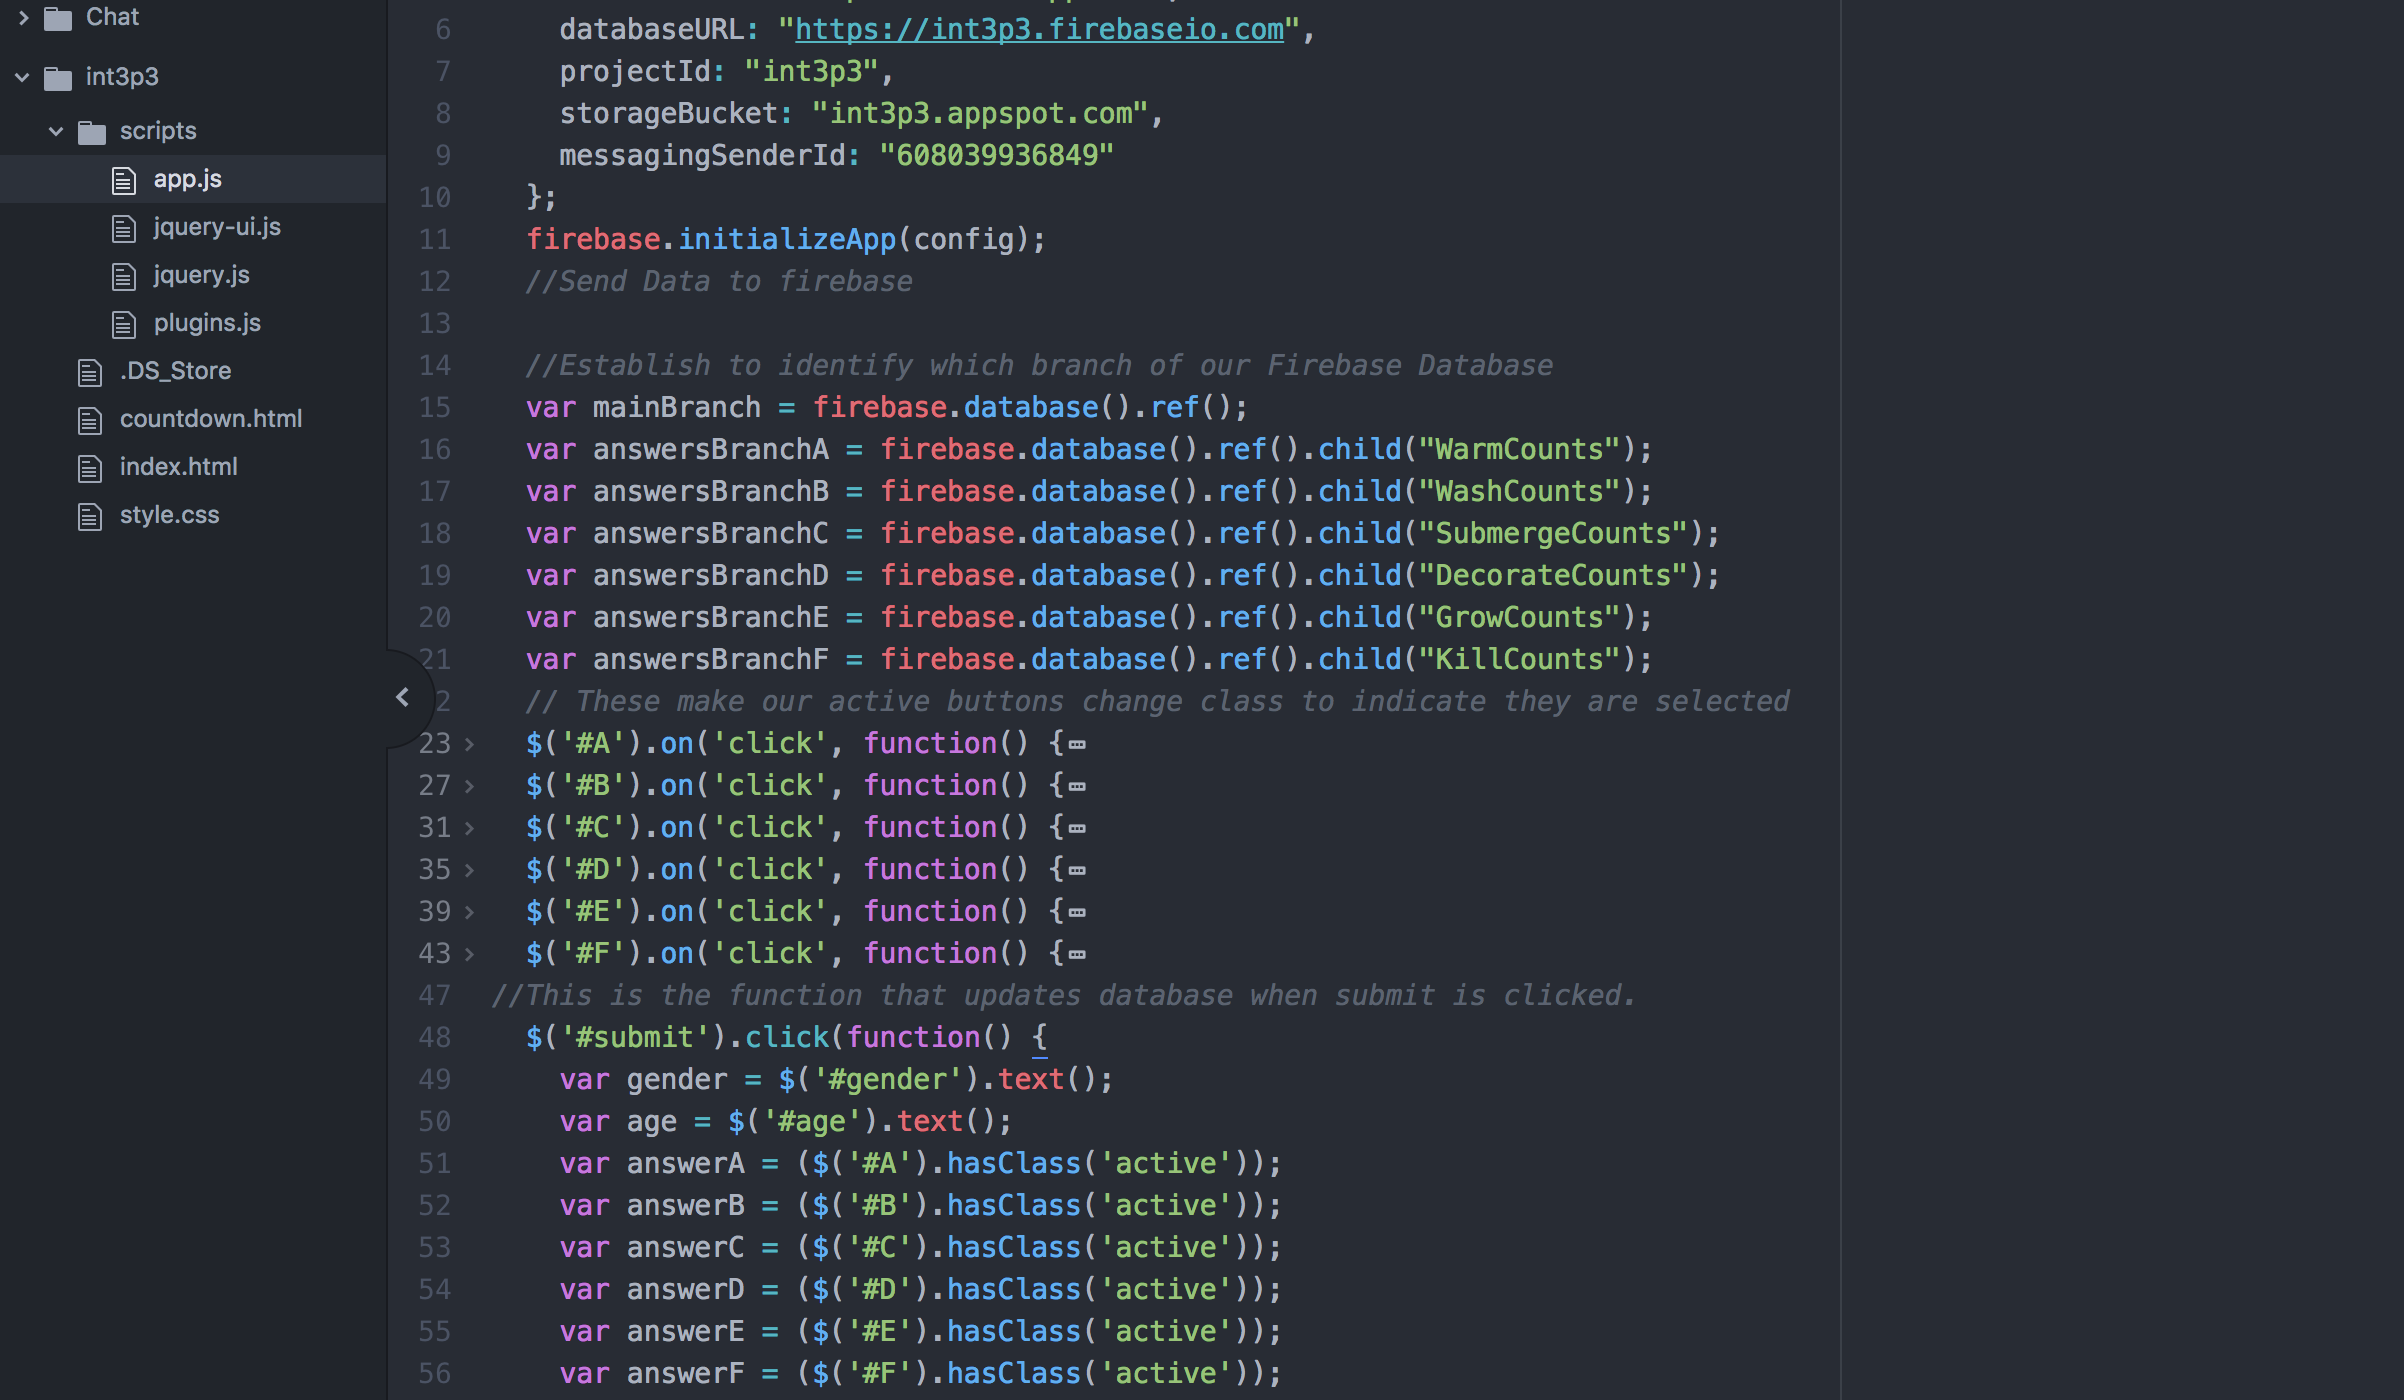 Chat
int3p3
scripts
app.js
jquery-ui.js
jquery.js
plugins.js
.DS_Store
countdown.html
index.html
style.css
6 databaseURL: "https://int3p3.firebaseio.com",
7 projectId: "int3p3",
8 storageBucket: "int3p3.appspot.com",
9 messagingSenderId: "608039936849"
10 };
11 firebase.initializeApp(config);
12 //Send Data to firebase
13
14 //Establish to identify which branch of our Firebase Database
15 var mainBranch = firebase.database().ref();
16 var answersBranchA = firebase.database().ref().child("WarmCounts");
17 var answersBranchB = firebase.database().ref().child("WashCounts");
18 var answersBranchC = firebase.database().ref().child("SubmergeCounts");
19 var answersBranchD = firebase.database().ref().child("DecorateCounts");
20 var answersBranchE = firebase.database().ref().child("GrowCounts");
21 var answersBranchF = firebase.database().ref().child("KillCounts");
2 // These make our active buttons change class to indicate they are selected
23 $('#A').on('click', function() {
27 $('#B').on('click', function() {
31 $('#C').on('click', function() {
35 $('#D').on('click', function() {
39 $('#E').on('click', function() {
43 $('#F').on('click', function() {
47 //This is the function that updates database when submit is clicked.
48 $('#submit').click(function() {
49 var gender = $('#gender').text();
50 var age = $('#age').text();
51 var answerA = ($('#A').hasClass('active'));
52 var answerB = ($('#B').hasClass('active'));
53 var answerC = ($('#C').hasClass('active'));
54 var answerD = ($('#D').hasClass('active'));
55 var answerE = ($('#E').hasClass('active'));
56 var answerF = ($('#F').hasClass('active'));